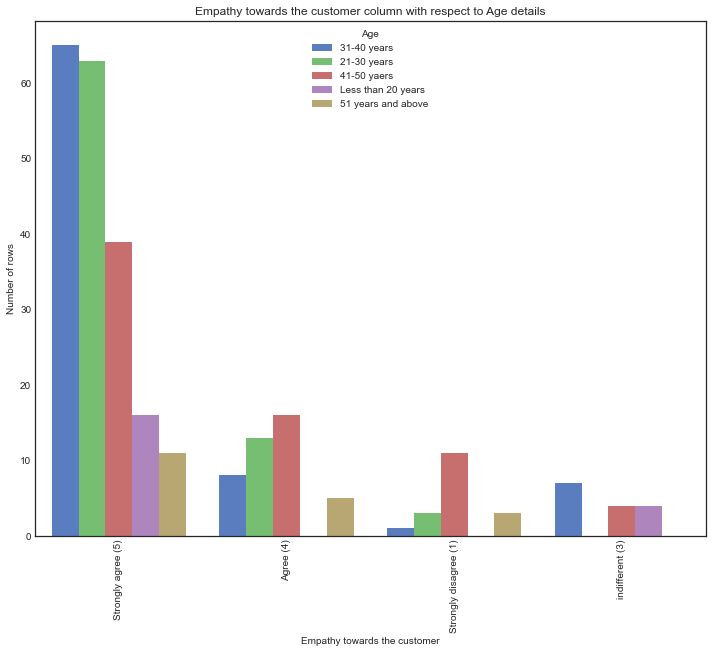 Empathy towards the customer column with respect to Age details
Age
31-40 years
21-30 years
41-50 yaers
Less than 20 years
51 years and above
Number of rows
60
50
40
30
20
10
0
Strongly agree (5)
Agree (4)
Strongly disagree (1)
indifferent (3)
Empathy towards the customer